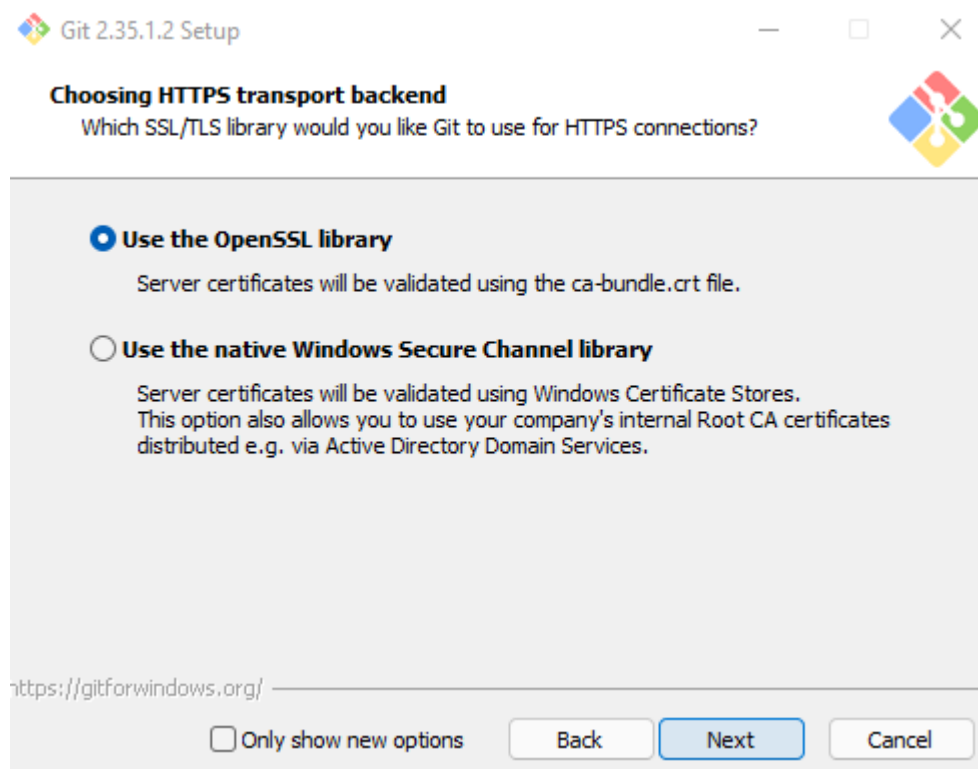 Git 2.35.1.2 Setup
Choosing HTTPS transport backend
Which SSL/TLS library would you like Git to use for HTTPS connections?
Use the OpenSSL library
Server certificates will be validated using the ca-bundle.crt file.
Use the native Windows Secure Channel library
Server certificates will be validated using Windows Certificate Stores.
This option also allows you to use your company's internal Root CA certificates
distributed e.g. via Active Directory Domain Services.
https://gitforwindows.org/
Only show new options Back Next Cancel